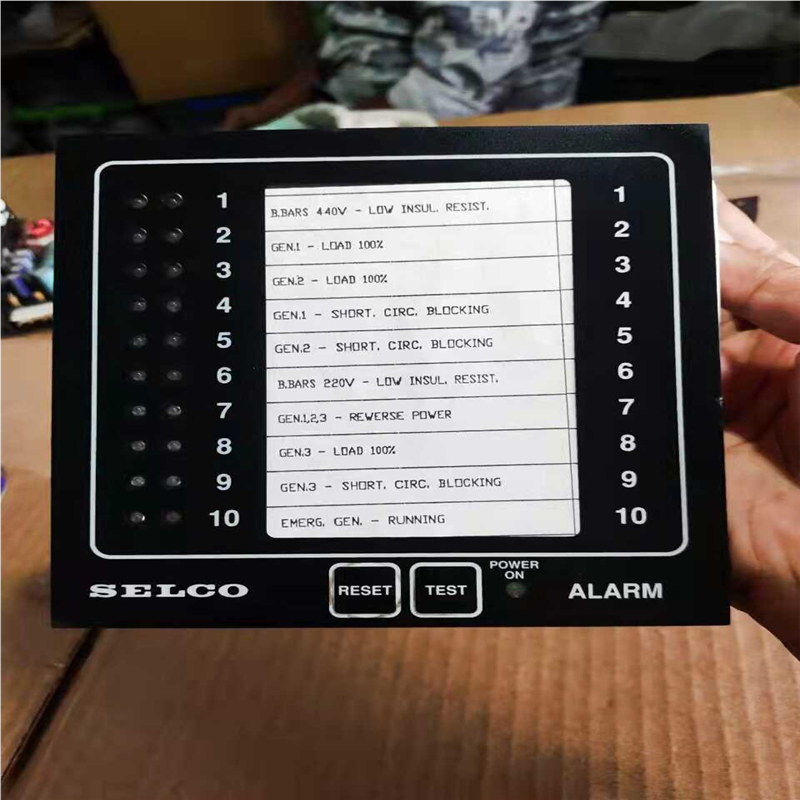 1 B.BARS 440V - LOW INSUL. RESIST. 1
2 GEN.1 - LOAD 100% 2
3 GEN.2 - LOAD 100% 3
4 GEN.1 - SHORT. CIRC. BLOCKING 4
5 GEN.2 - SHORT. CIRC. BLOCKING 5
6 B.BARS 220V - LOW INSUL. RESIST. 6
7 GEN.1,2,3 - REWERSE POWER 7
8 GEN.3 - LOAD 100% 8
9 GEN.3 - SHORT. CIRC. BLOCKING 9
10 EMERG. GEN. - RUNNING 10
SELCO RESET TEST POWER ON ALARM